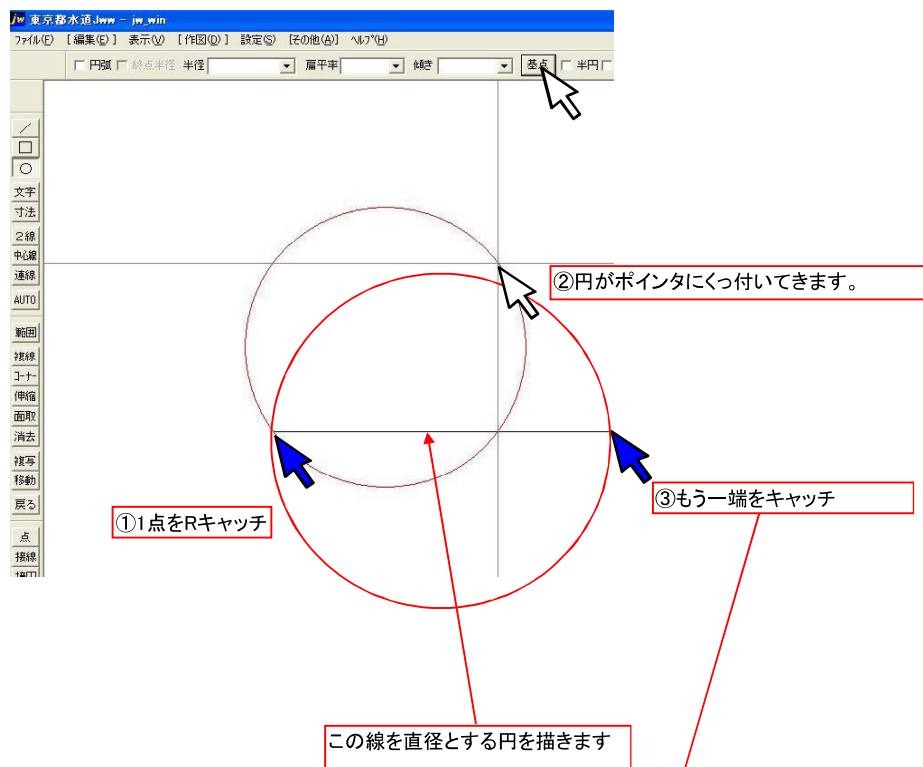 jw 東京都水道Jww - jw_win
ファイル(F) [編集(E)] 表示(V) [作図(D)] 設定(S) [その他(A)] ヘルプ(H)
円弧 終点半径 半径 扁平率 傾き 基点 半円
文字
寸法
2線
中心線
連線
AUTO
範囲
複線
コーナー
伸縮
面取
消去
複写
移動
戻る
点
接線
接円
②円がポインタにくっ付いてきます。
③もう一端をキャッチ
①1点をRキャッチ
この線を直径とする円を描きます